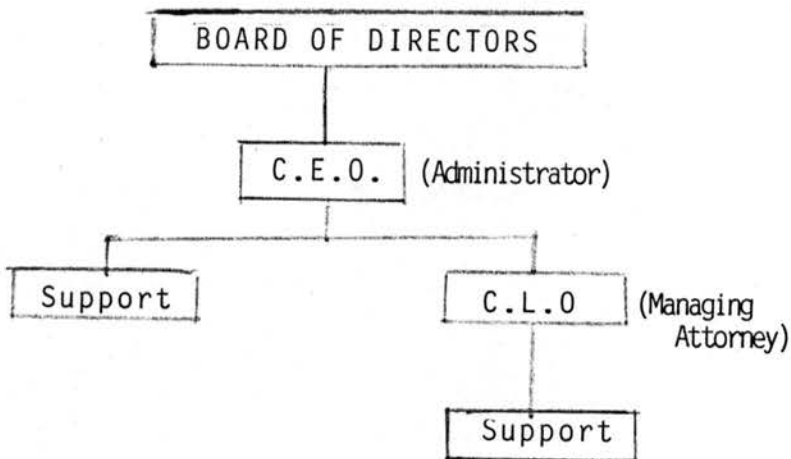 BOARD OF DIRECTORS
C.E.O. (Administrator)
Support
C.L.O (Managing
Attorney)
Support